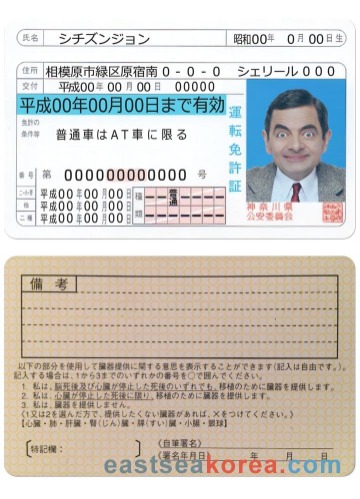 氏名 シチズンジョン 昭和00年 0月 00日生
住所 相模原市緑区原宿南 0-0-0 シェリール 000
交付 平成00年 00月 00日 00000
平成00年00月00日まで有効
免許の
条件等
普通車はAT車に限る
番号 第 000000000000 号
平成00年00月00日
他 平成00年00月00日
二種 平成00年00月00日
種類 普通
運転免許証
神奈川県
公安委員会
備考
以下の部分を使用して臓器提供に関する意思を表示することができます(記入は自由です。)。
記入する場合は、1から3までのいずれかの番号を○で囲んでください。
1. 私は、脳死後及び心臓が停止した死後のいずれでも、移植のために臓器を提供します。
2. 私は、心臓が停止した死後に限り、移植のために臓器を提供します。
3. 私は、臓器を提供しません。
(1又は2を選んだ方で、提供したくない臓器があれば、×をつけてください。)
【心臓・肺・肝臓・腎(じん)臓・膵(すい)臓・小腸・眼球】
[特記欄: ]
(自筆署名)
(署名年月日)
eastseakorea.com